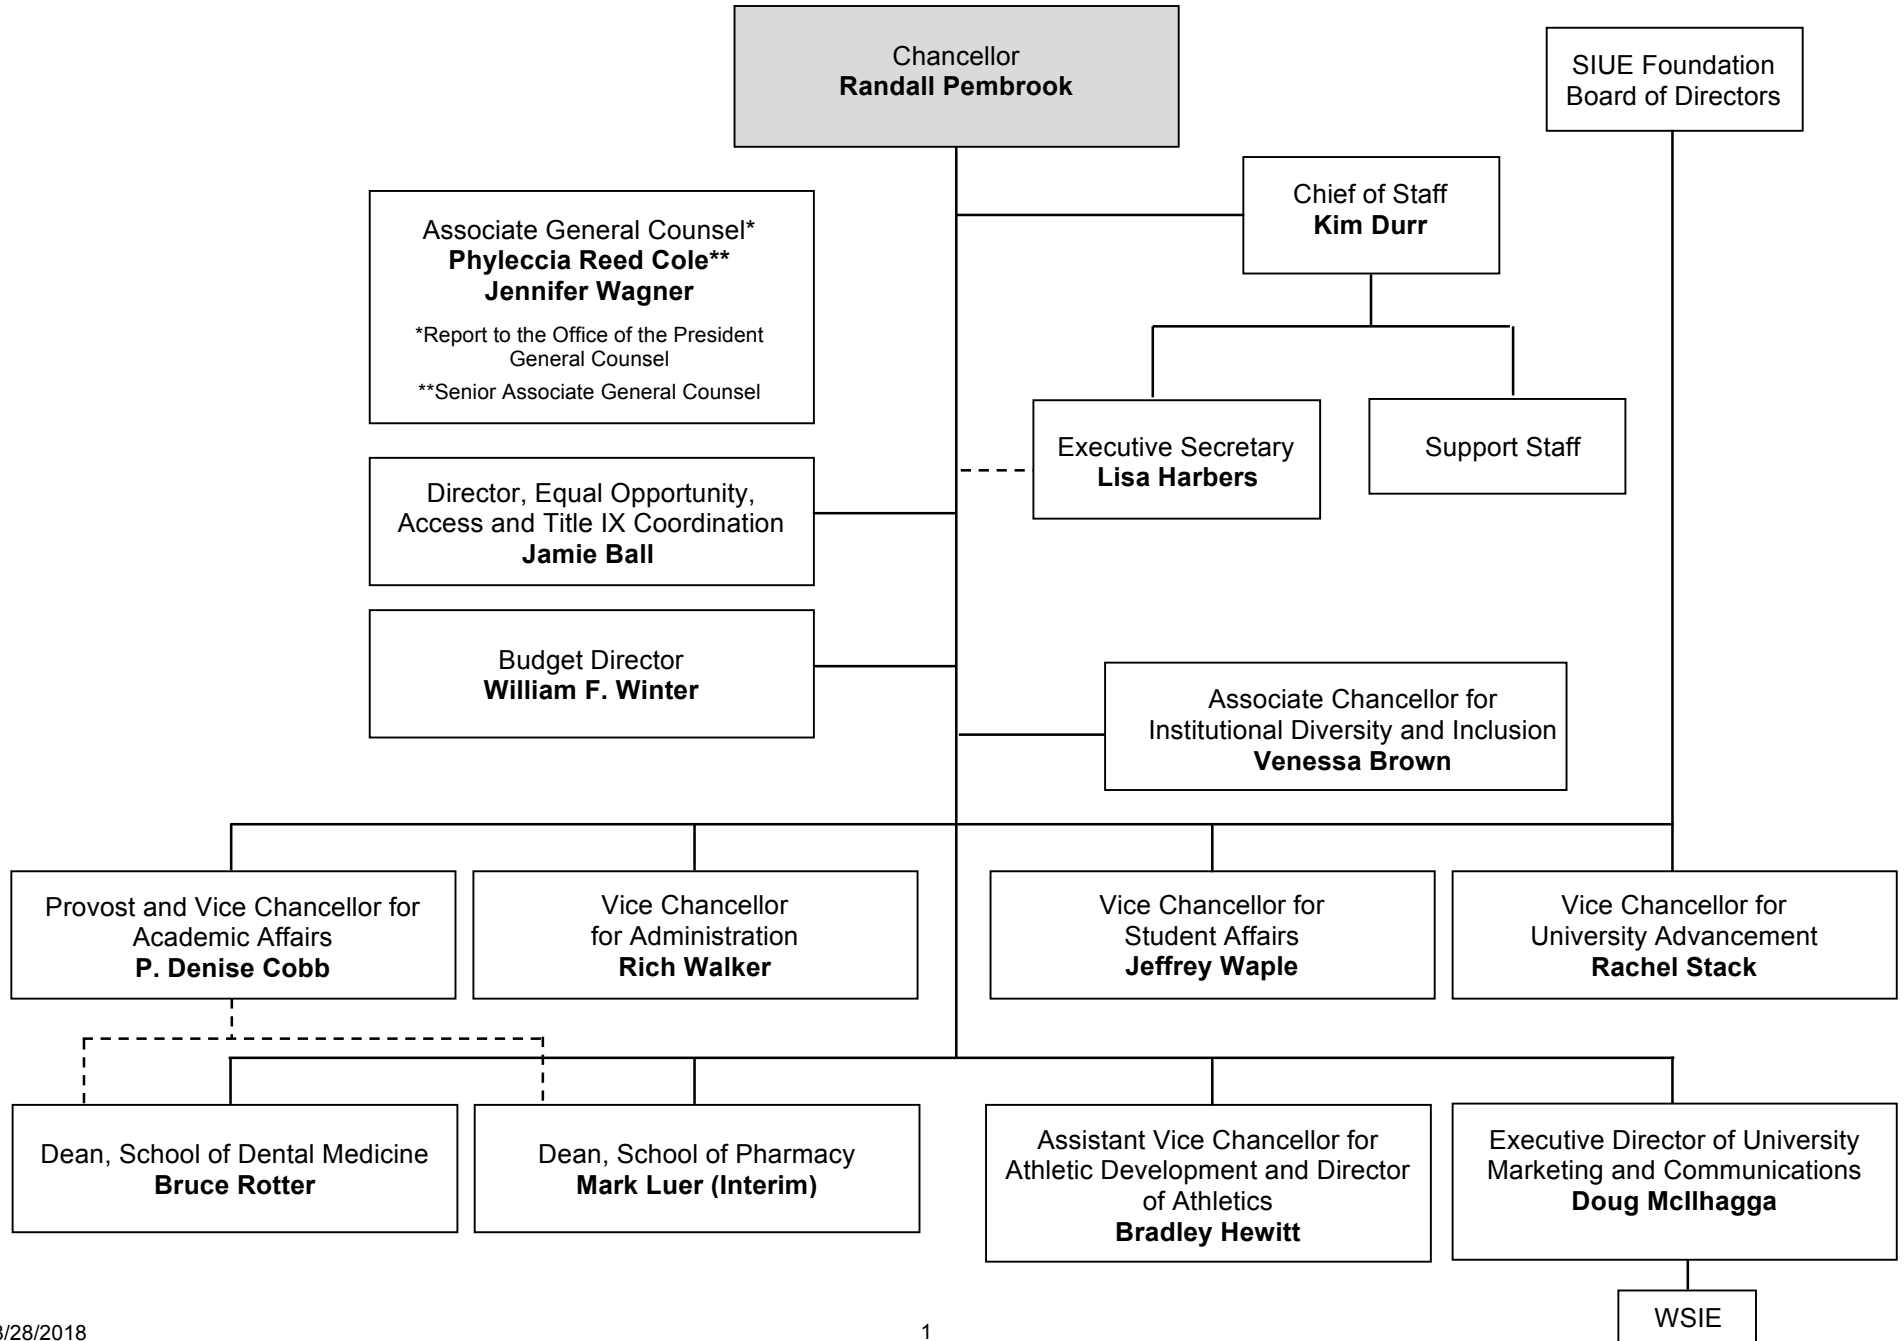 Chancellor
Randall Pembrook
SIUE Foundation
Board of Directors
Chief of Staff
Kim Durr
Associate General Counsel*
Phyleccia Reed Cole**
Jennifer Wagner
*Report to the Office of the President
General Counsel
**Senior Associate General Counsel
Executive Secretary
Lisa Harbers
Support Staff
Director, Equal Opportunity,
Access and Title IX Coordination
Jamie Ball
Budget Director
William F. Winter
Associate Chancellor for
Institutional Diversity and Inclusion
Venessa Brown
Provost and Vice Chancellor for
Academic Affairs
P. Denise Cobb
Vice Chancellor
for Administration
Rich Walker
Vice Chancellor for
Student Affairs
Jeffrey Waple
Vice Chancellor for
University Advancement
Rachel Stack
Dean, School of Dental Medicine
Bruce Rotter
Dean, School of Pharmacy
Mark Luer (Interim)
Assistant Vice Chancellor for
Athletic Development and Director
of Athletics
Bradley Hewitt
Executive Director of University
Marketing and Communications
Doug McIlhagga
WSIE
3/28/2018
1